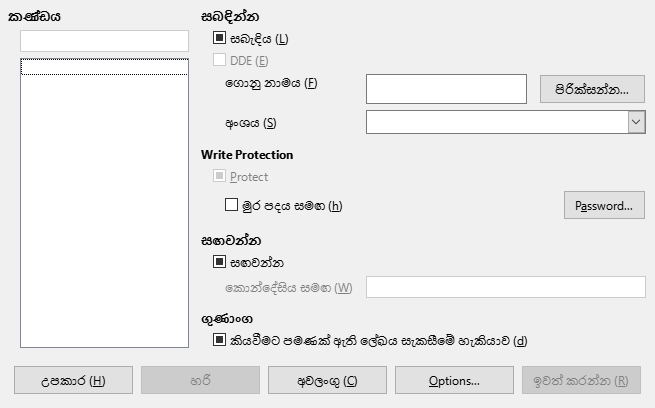 කණ්ඩය
සබඳින්න
සබැඳිය (L)
DDE (E)
ගොනු නාමය (F)
පිරික්සන්න...
අංශය (S)
Write Protection
Protect
මුර පදය සමඟ (h)
Password...
සඟවන්න
සඟවන්න
කොන්දේසිය සමඟ (W)
ගුණාංග
කියවීමට පමණක් ඇති ලේඛය සැකසීමේ හැකියාව (d)
උපකාර (H)
හරි
අවලංගු (C)
Options...
ඉවත් කරන්න (R)